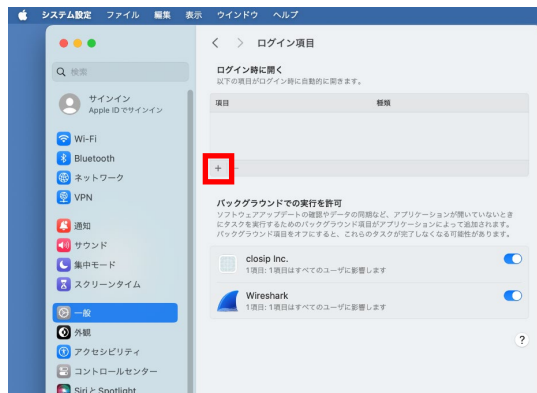 システム設定 ファイル 編集 表示 ウインドウ ヘルプ
ログイン項目
検索
サインイン
Apple ID でサインイン
Wi-Fi
Bluetooth
ネットワーク
VPN
通知
サウンド
集中モード
スクリーンタイム
一般
外観
アクセシビリティ
コントロールセンター
Siri と Spotlight
ログイン時に開く
以下の項目がログイン時に自動的に開きます。
項目 種類
+ −
バックグラウンドでの実行を許可
ソフトウェアアップデートの確認やデータの同期など、アプリケーションが開いていないとき
にタスクを実行するためのバックグラウンド項目がアプリケーションによって追加されます。
バックグラウンド項目をオフにすると、これらのタスクが完了しなくなる可能性があります。
closip Inc.
1項目: 1項目はすべてのユーザに影響します
Wireshark
1項目: 1項目はすべてのユーザに影響します
?